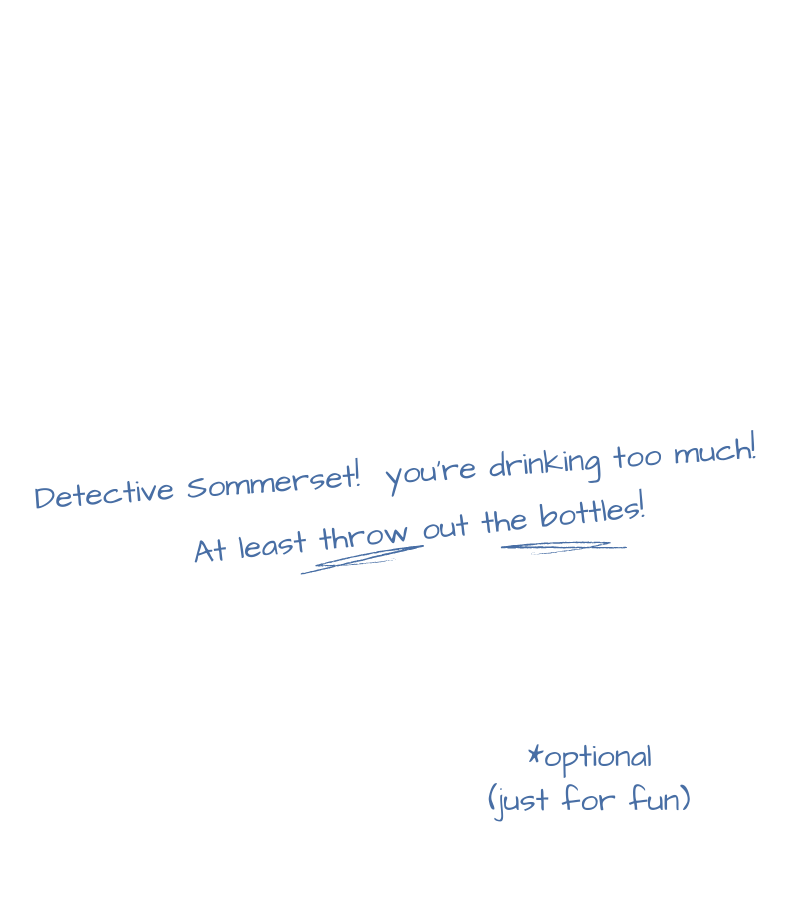 Detective Sommerset! you're drinking too much!
At least throw out the bottles!
*optional
(just for fun)